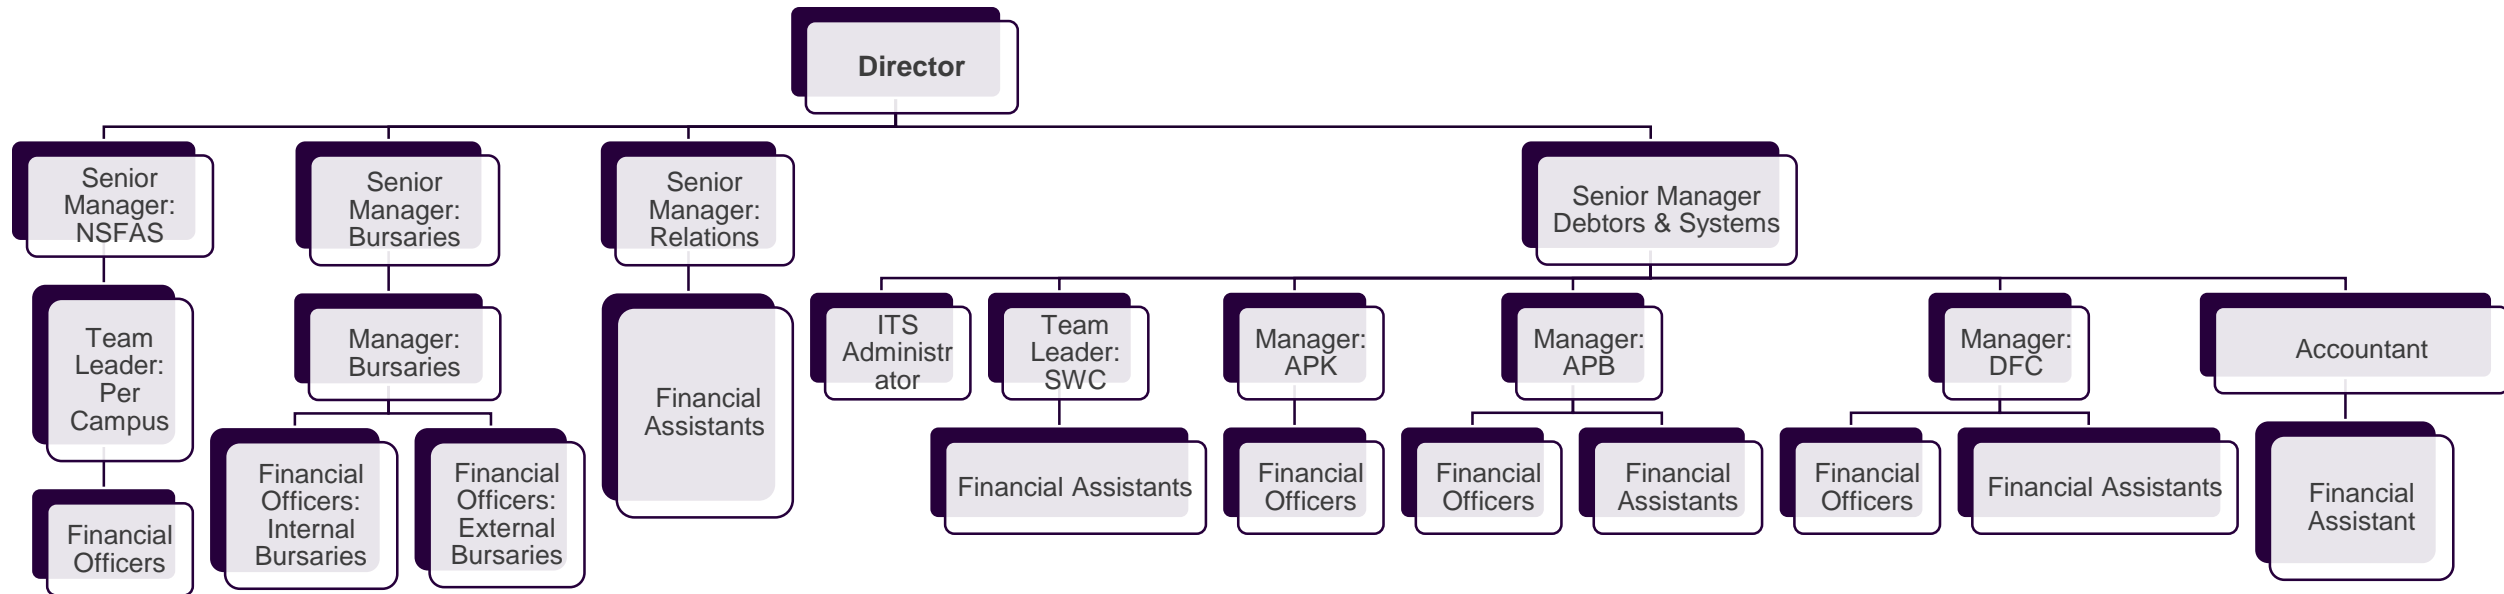 Director
Senior
Manager:
NSFAS
Senior
Manager:
Bursaries
Senior
Manager:
Relations
Senior Manager
Debtors & Systems
Team
Leader:
Per
Campus
Manager:
Bursaries
Financial
Assistants
ITS
Administr
ator
Team
Leader:
SWC
Manager:
APK
Manager:
APB
Manager:
DFC
Accountant
Financial
Officers
Financial
Officers:
Internal
Bursaries
Financial
Officers:
External
Bursaries
Financial Assistants
Financial
Officers
Financial
Officers
Financial
Assistants
Financial
Officers
Financial Assistants
Financial
Assistant